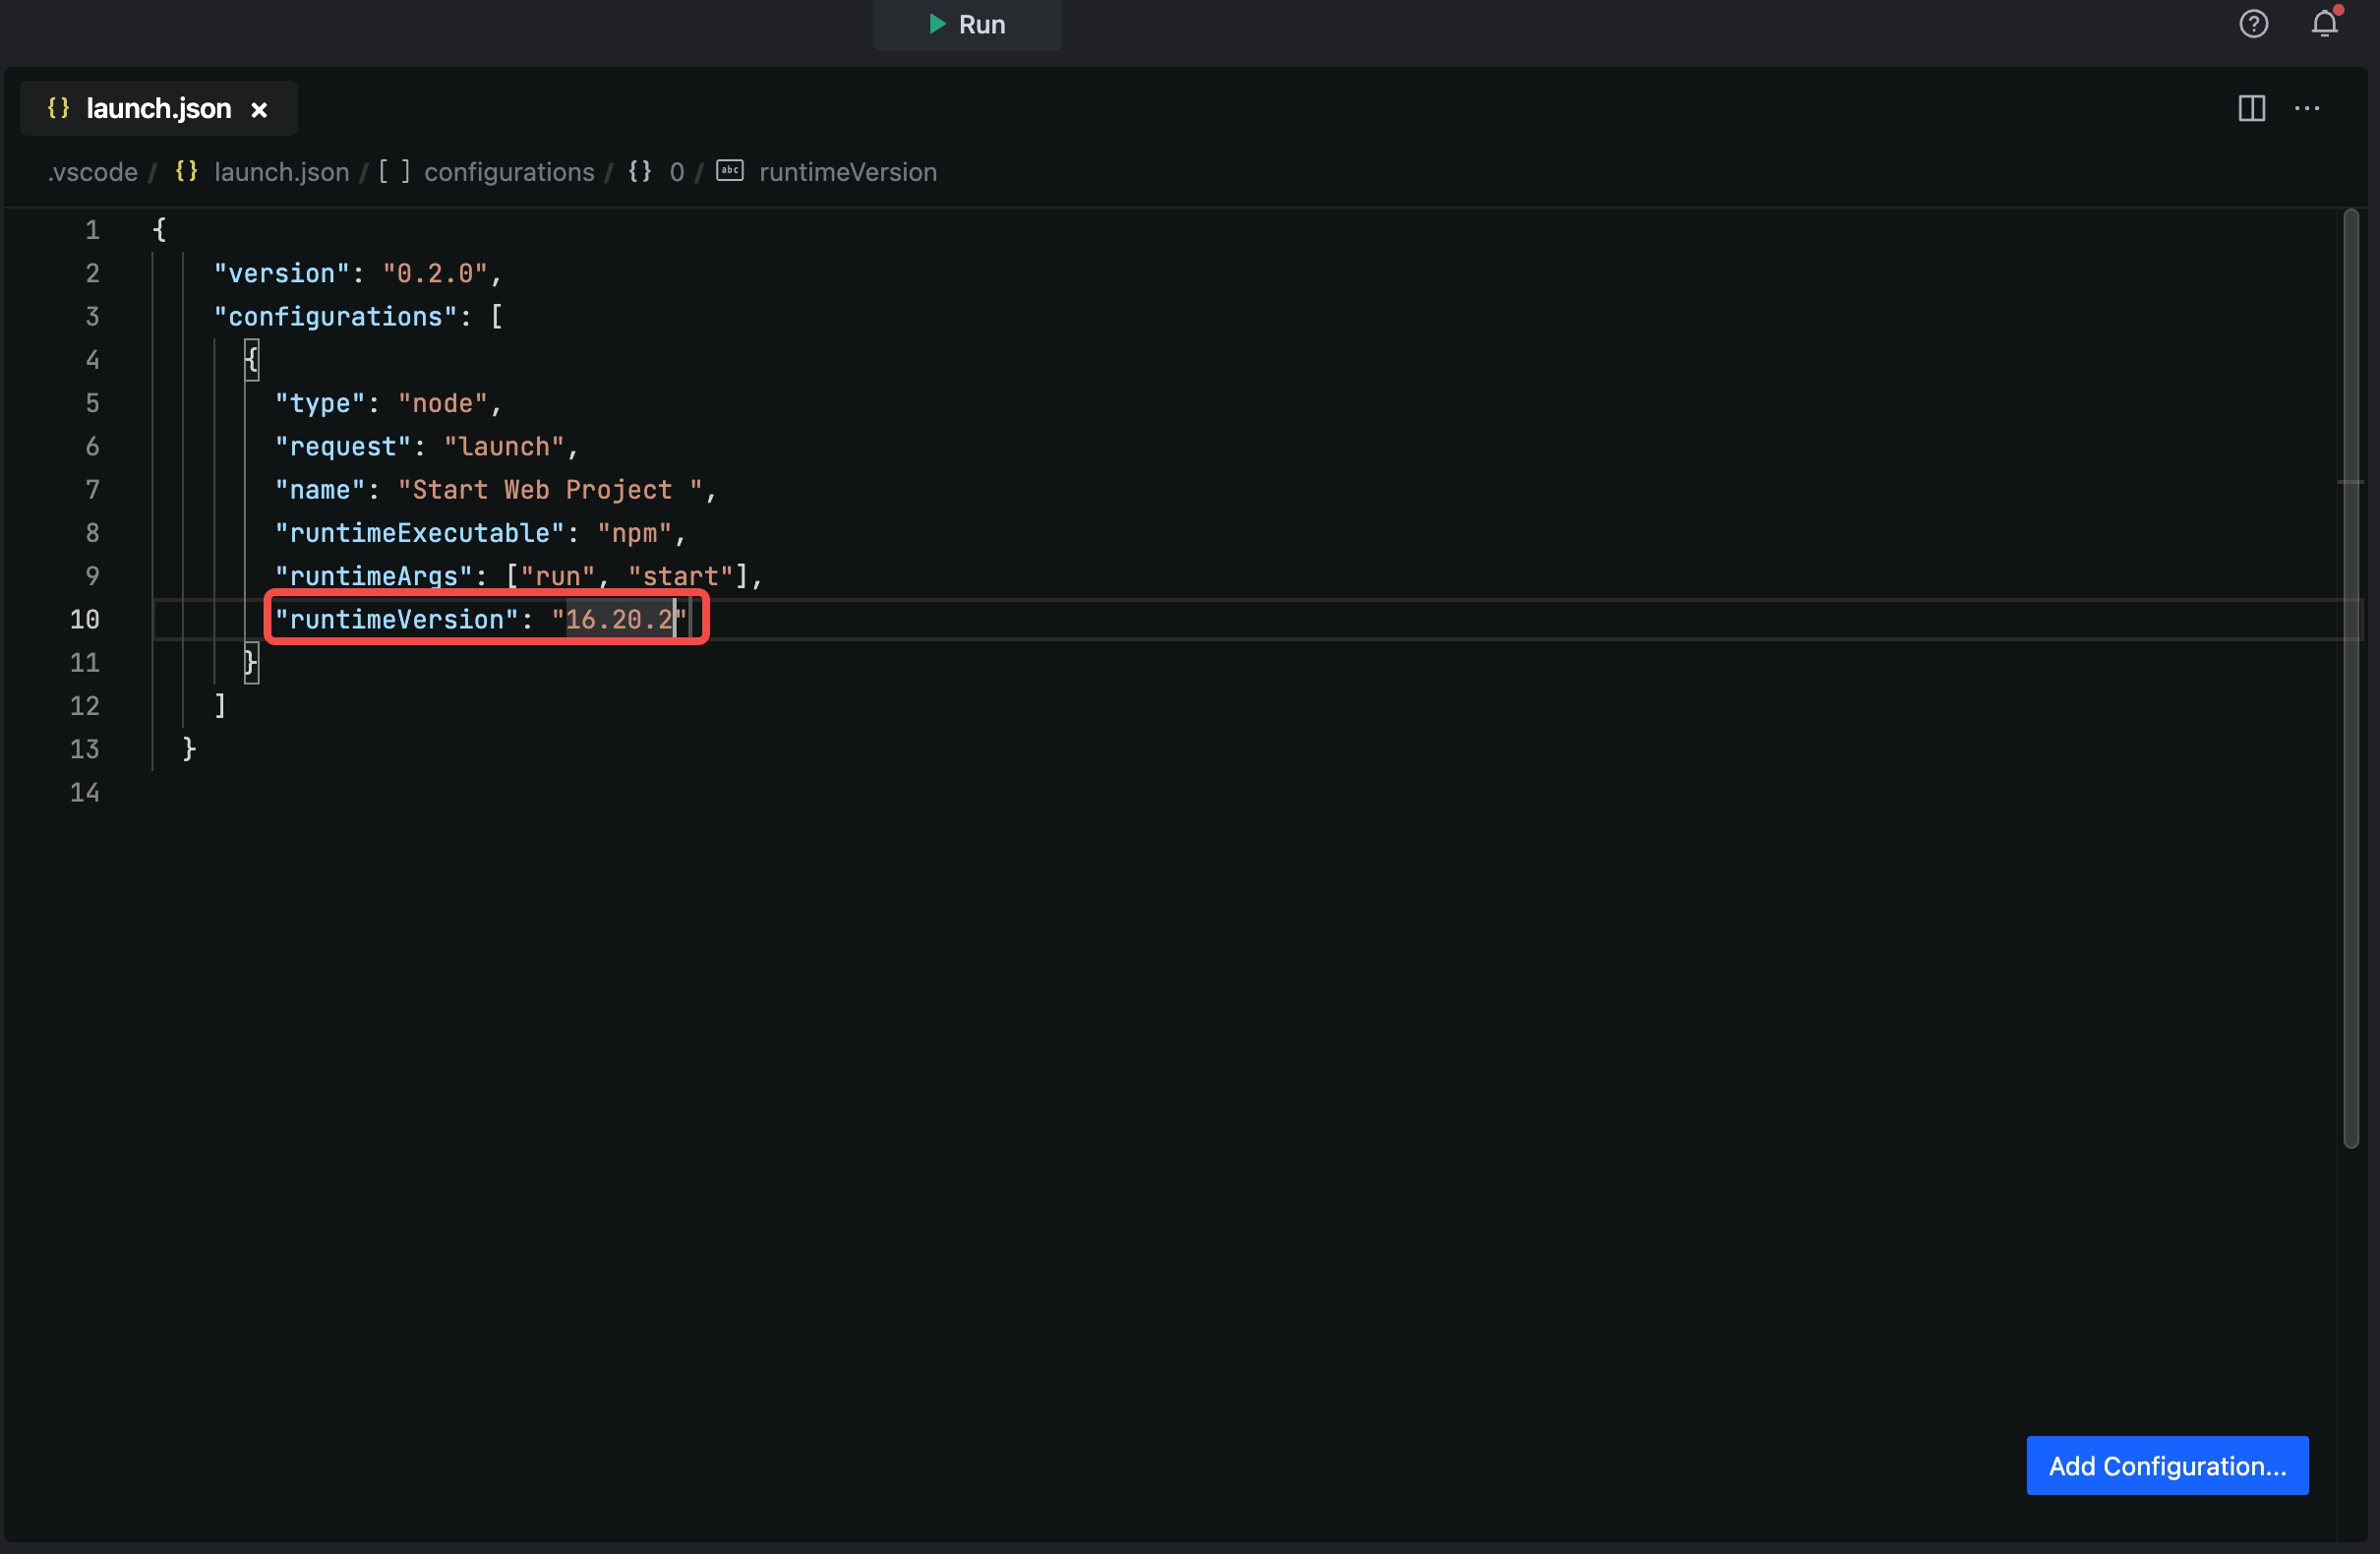 Run
{} launch.json ×
.vscode / {} launch.json / [ ] configurations / {} 0 / abc runtimeVersion
1 {
2 "version": "0.2.0",
3 "configurations": [
4 {
5 "type": "node",
6 "request": "launch",
7 "name": "Start Web Project ",
8 "runtimeExecutable": "npm",
9 "runtimeArgs": ["run", "start"],
10 "runtimeVersion": "16.20.2"
11 }
12 ]
13 }
14
Add Configuration...